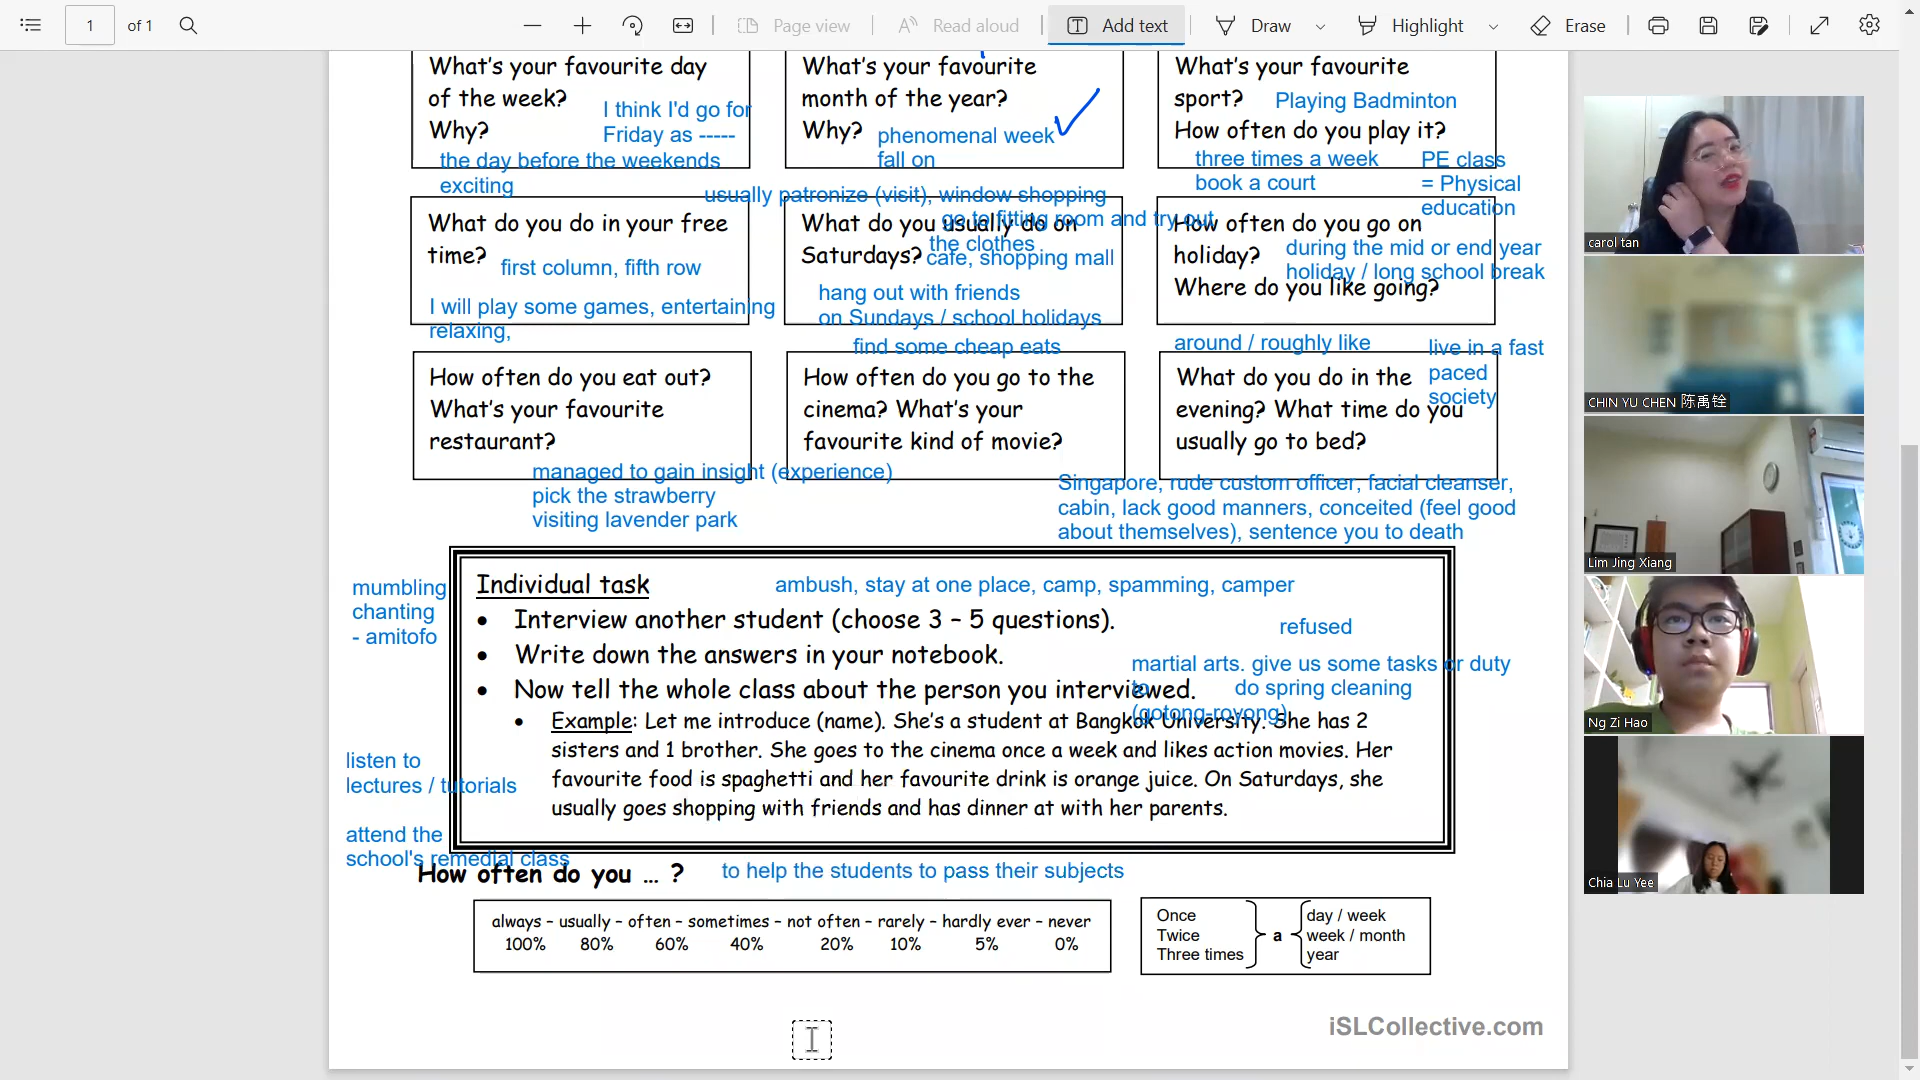 1
of 1
Page view
Read aloud
Add text
Draw
Highlight
Erase
What's your favourite day
of the week?
Why?
I think I'd go for
Friday as -----
the day before the weekends
exciting
What's your favourite
month of the year?
Why?
phenomenal week
fall on
What's your favourite
sport?
Playing Badminton
How often do you play it?
three times a week
book a court
PE class
= Physical
education
usually patronize (visit), window shopping
go to fitting room and try out
the clothes
What do you do in your free
time?
first column, fifth row
I will play some games, entertaining
relaxing,
What do you usually do on
Saturdays?
cafe, shopping mall
hang out with friends
on Sundays / school holidays
find some cheap eats
How often do you go on
holiday?
during the mid or end year
holiday / long school break
Where do you like going?
around / roughly like
live in a fast
paced
society
How often do you eat out?
What's your favourite
restaurant?
How often do you go to the
cinema? What's your
favourite kind of movie?
What do you do in the
evening? What time do you
usually go to bed?
managed to gain insight (experience)
pick the strawberry
visiting lavender park
Singapore, rude custom officer, facial cleanser,
cabin, lack good manners, conceited (feel good
about themselves), sentence you to death
mumbling
chanting
- amitofo
Individual task
ambush, stay at one place, camp, spamming, camper
• Interview another student (choose 3 – 5 questions).
refused
• Write down the answers in your notebook.
martial arts. give us some tasks or duty
to do spring cleaning
(gotong-royong)
• Now tell the whole class about the person you interviewed.
• Example: Let me introduce (name). She's a student at Bangkok University. She has 2
sisters and 1 brother. She goes to the cinema once a week and likes action movies. Her
favourite food is spaghetti and her favourite drink is orange juice. On Saturdays, she
usually goes shopping with friends and has dinner at with her parents.
listen to
lectures / tutorials
attend the
school's remedial class
How often do you ... ?
to help the students to pass their subjects
always – usually – often – sometimes – not often – rarely – hardly ever – never
100% 80% 60% 40% 20% 10% 5% 0%
Once
Twice
Three times
a
day / week
week / month
year
iSLCollective.com
carol tan
CHIN YU CHEN 陈禹铨
Lim Jing Xiang
Ng Zi Hao
Chia Lu Yee